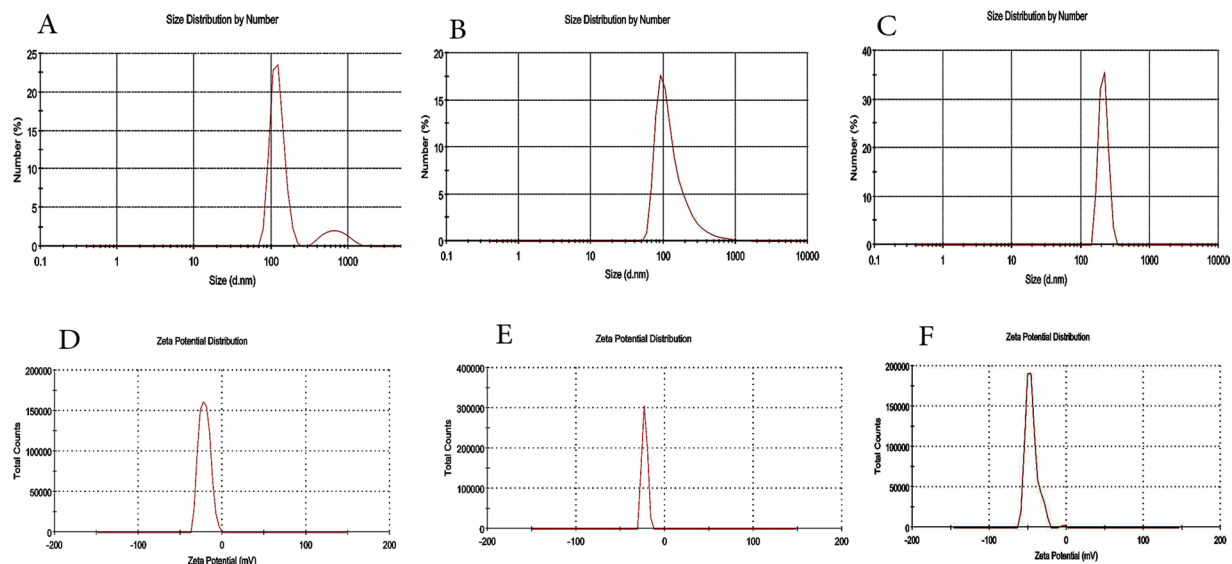 A
Size Distribution by Number
25
20
15
10
5
0
Number (%)
0.1 1 10 100 1000
Size (d.nm)
B
Size Distribution by Number
20
15
10
5
0
Number (%)
0.1 1 10 100 1000 10000
Size (d.nm)
C
Size Distribution by Number
40
30
20
10
0
Number (%)
0.1 1 10 100 1000 10000
Size (d.nm)
D
Zeta Potential Distribution
200000
150000
100000
50000
0
Total Counts
-200 -100 0 100 200
Zeta Potential (mV)
E
Zeta Potential Distribution
400000
300000
200000
100000
0
Total Counts
-200 -100 0 100 200
Zeta Potential (mV)
F
Zeta Potential Distribution
200000
150000
100000
50000
0
Total Counts
-200 -100 0 100 200
Zeta Potential (mV)